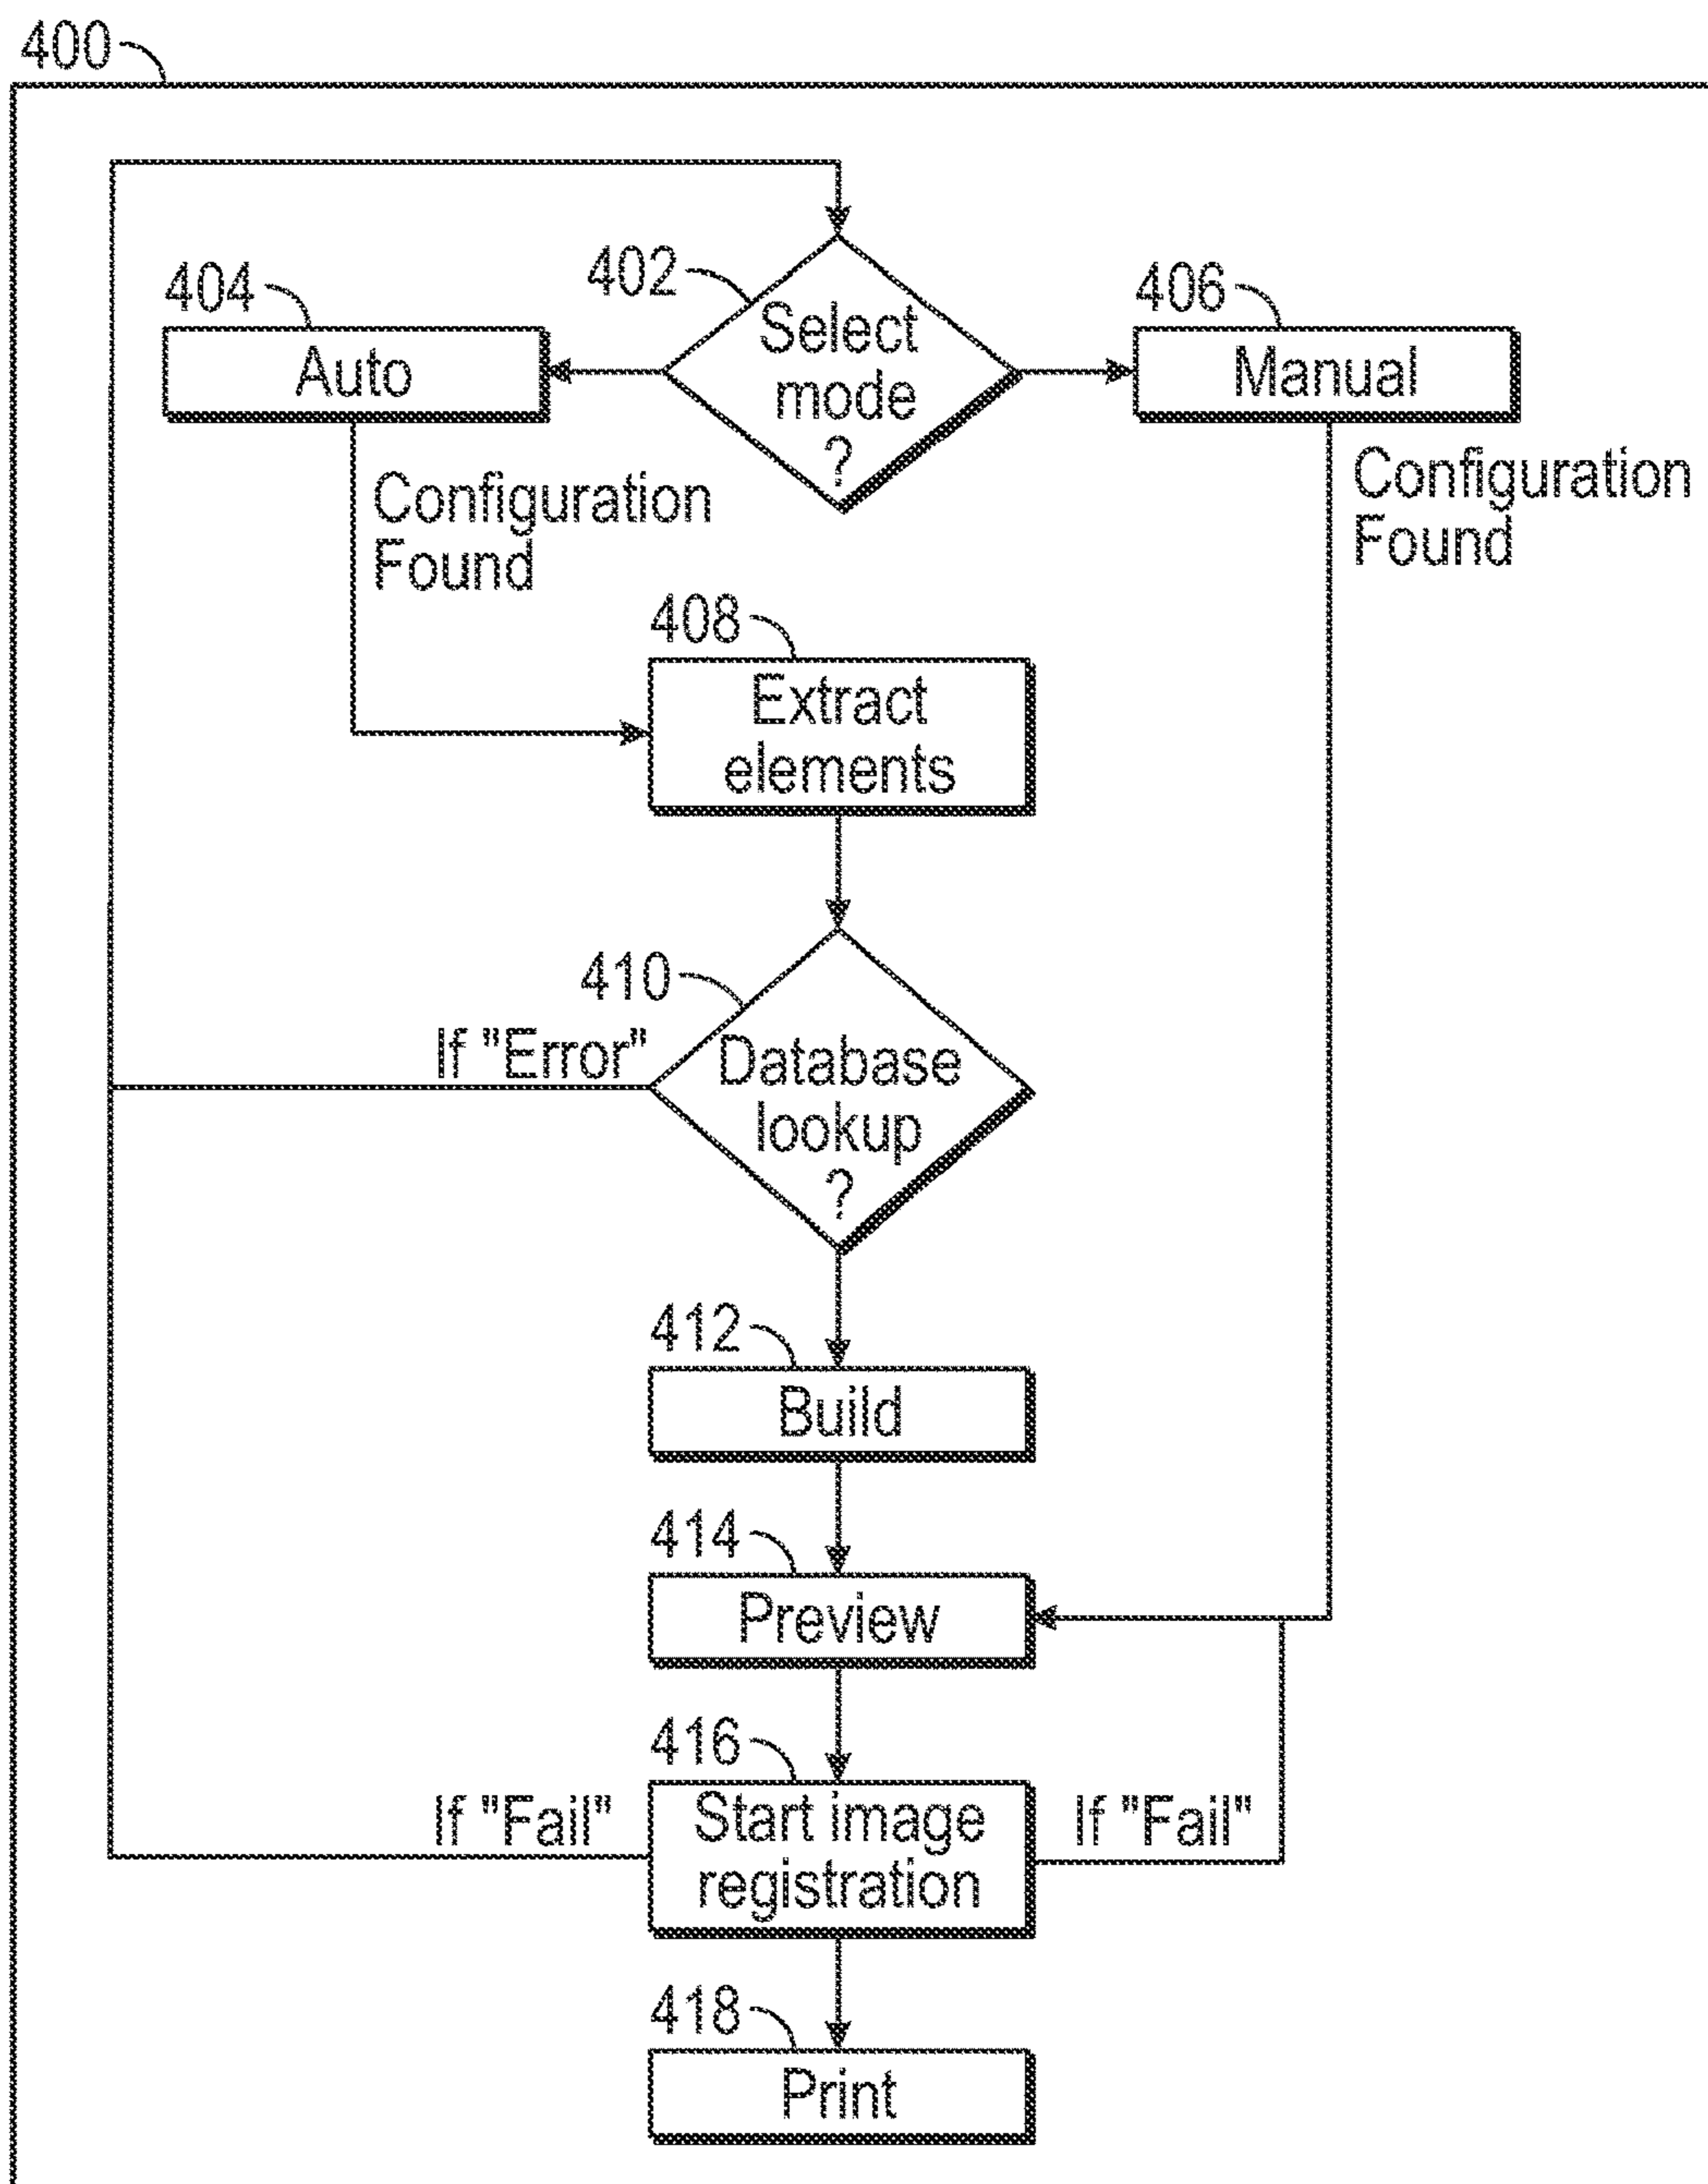 400
402
404
406
Select
mode
?
Auto
Manual
Configuration
Found
Configuration
Found
408
Extract
elements
410
If "Error"
Database
lookup
?
412
Build
414
Preview
416
If "Fail"
Start image
registration
If "Fail"
418
Print